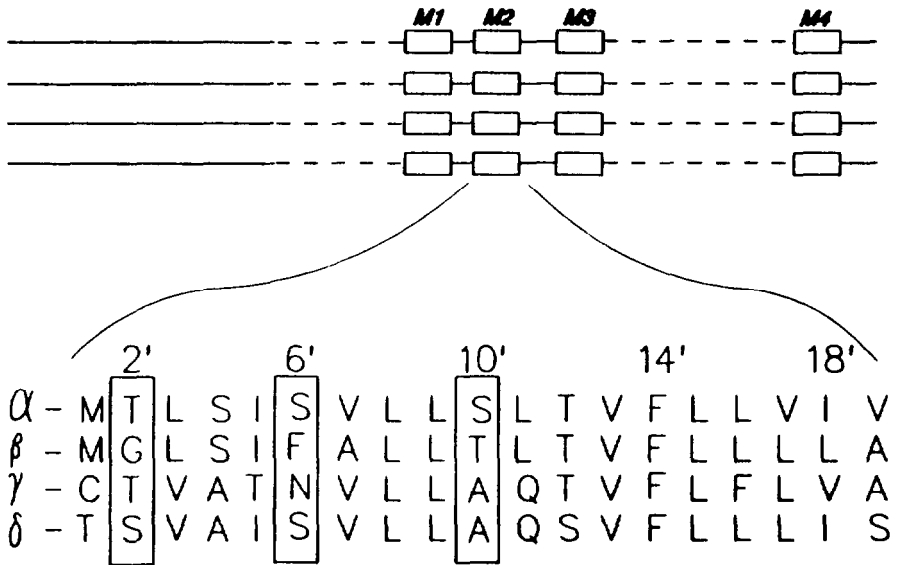 M1 M2 M3 M4
2' 6' 10' 14' 18'
α - M T L S I S V L L S L T V F L L V I V
β - M G L S I F A L L T L T V F L L L L A
γ - C T V A T N V L L A Q T V F L F L V A
δ - T S V A I S V L L A Q S V F L L L I S